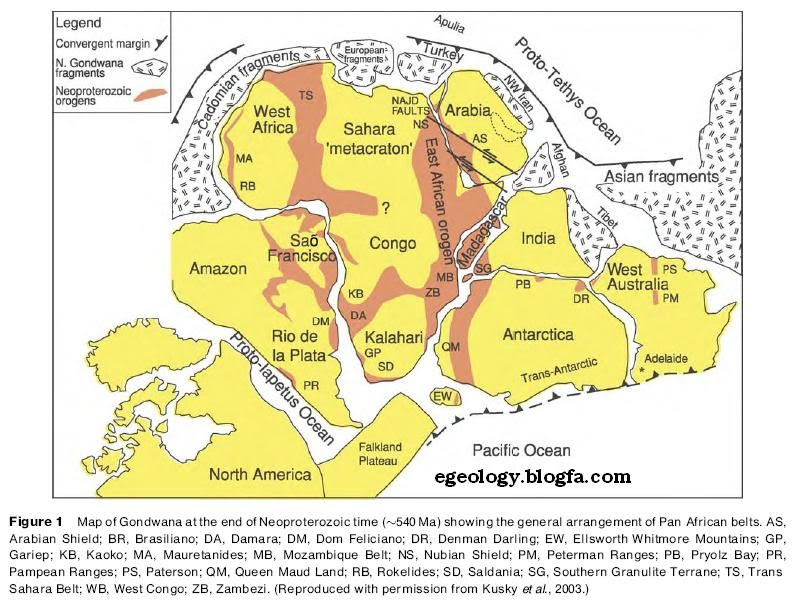 Legend
Convergent margin
N. Gondwana
fragments
Neoproterozoic
orogens
Apulia
Turkey
European
fragments
Cadomian fragments
Proto-Tethys Ocean
NW Iran
TS
West
Africa
NAJD
FAULTS
NS
Arabia
AS
Sahara
'metacraton'
Afghan
Asian fragments
MA
RB
East African orogen
?
Madagascar
Tibet
India
Saõ
Francisco
Congo
Amazon
SG
MB
ZB
PB
DR
West
Australia
PS
PM
KB
DA
DM
Rio de
la Plata
Kalahari
GP
SD
QM
Antarctica
Trans-Antarctic
Adelaide
*
Proto-Iapetus Ocean
PR
EW
Falkland
Plateau
Pacific Ocean
North America
egeology.blogfa.com
Figure 1 Map of Gondwana at the end of Neoproterozoic time (~540 Ma) showing the general arrangement of Pan African belts. AS,
Arabian Shield; BR, Brasiliano; DA, Damara; DM, Dom Feliciano; DR, Denman Darling; EW, Ellsworth Whitmore Mountains; GP,
Gariep; KB, Kaoko; MA, Mauretanides; MB, Mozambique Belt; NS, Nubian Shield; PM, Peterman Ranges; PB, Pryolz Bay; PR,
Pampean Ranges; PS, Paterson; QM, Queen Maud Land; RB, Rokelides; SD, Saldania; SG, Southern Granulite Terrane; TS, Trans
Sahara Belt; WB, West Congo; ZB, Zambezi. (Reproduced with permission from Kusky et al., 2003.)